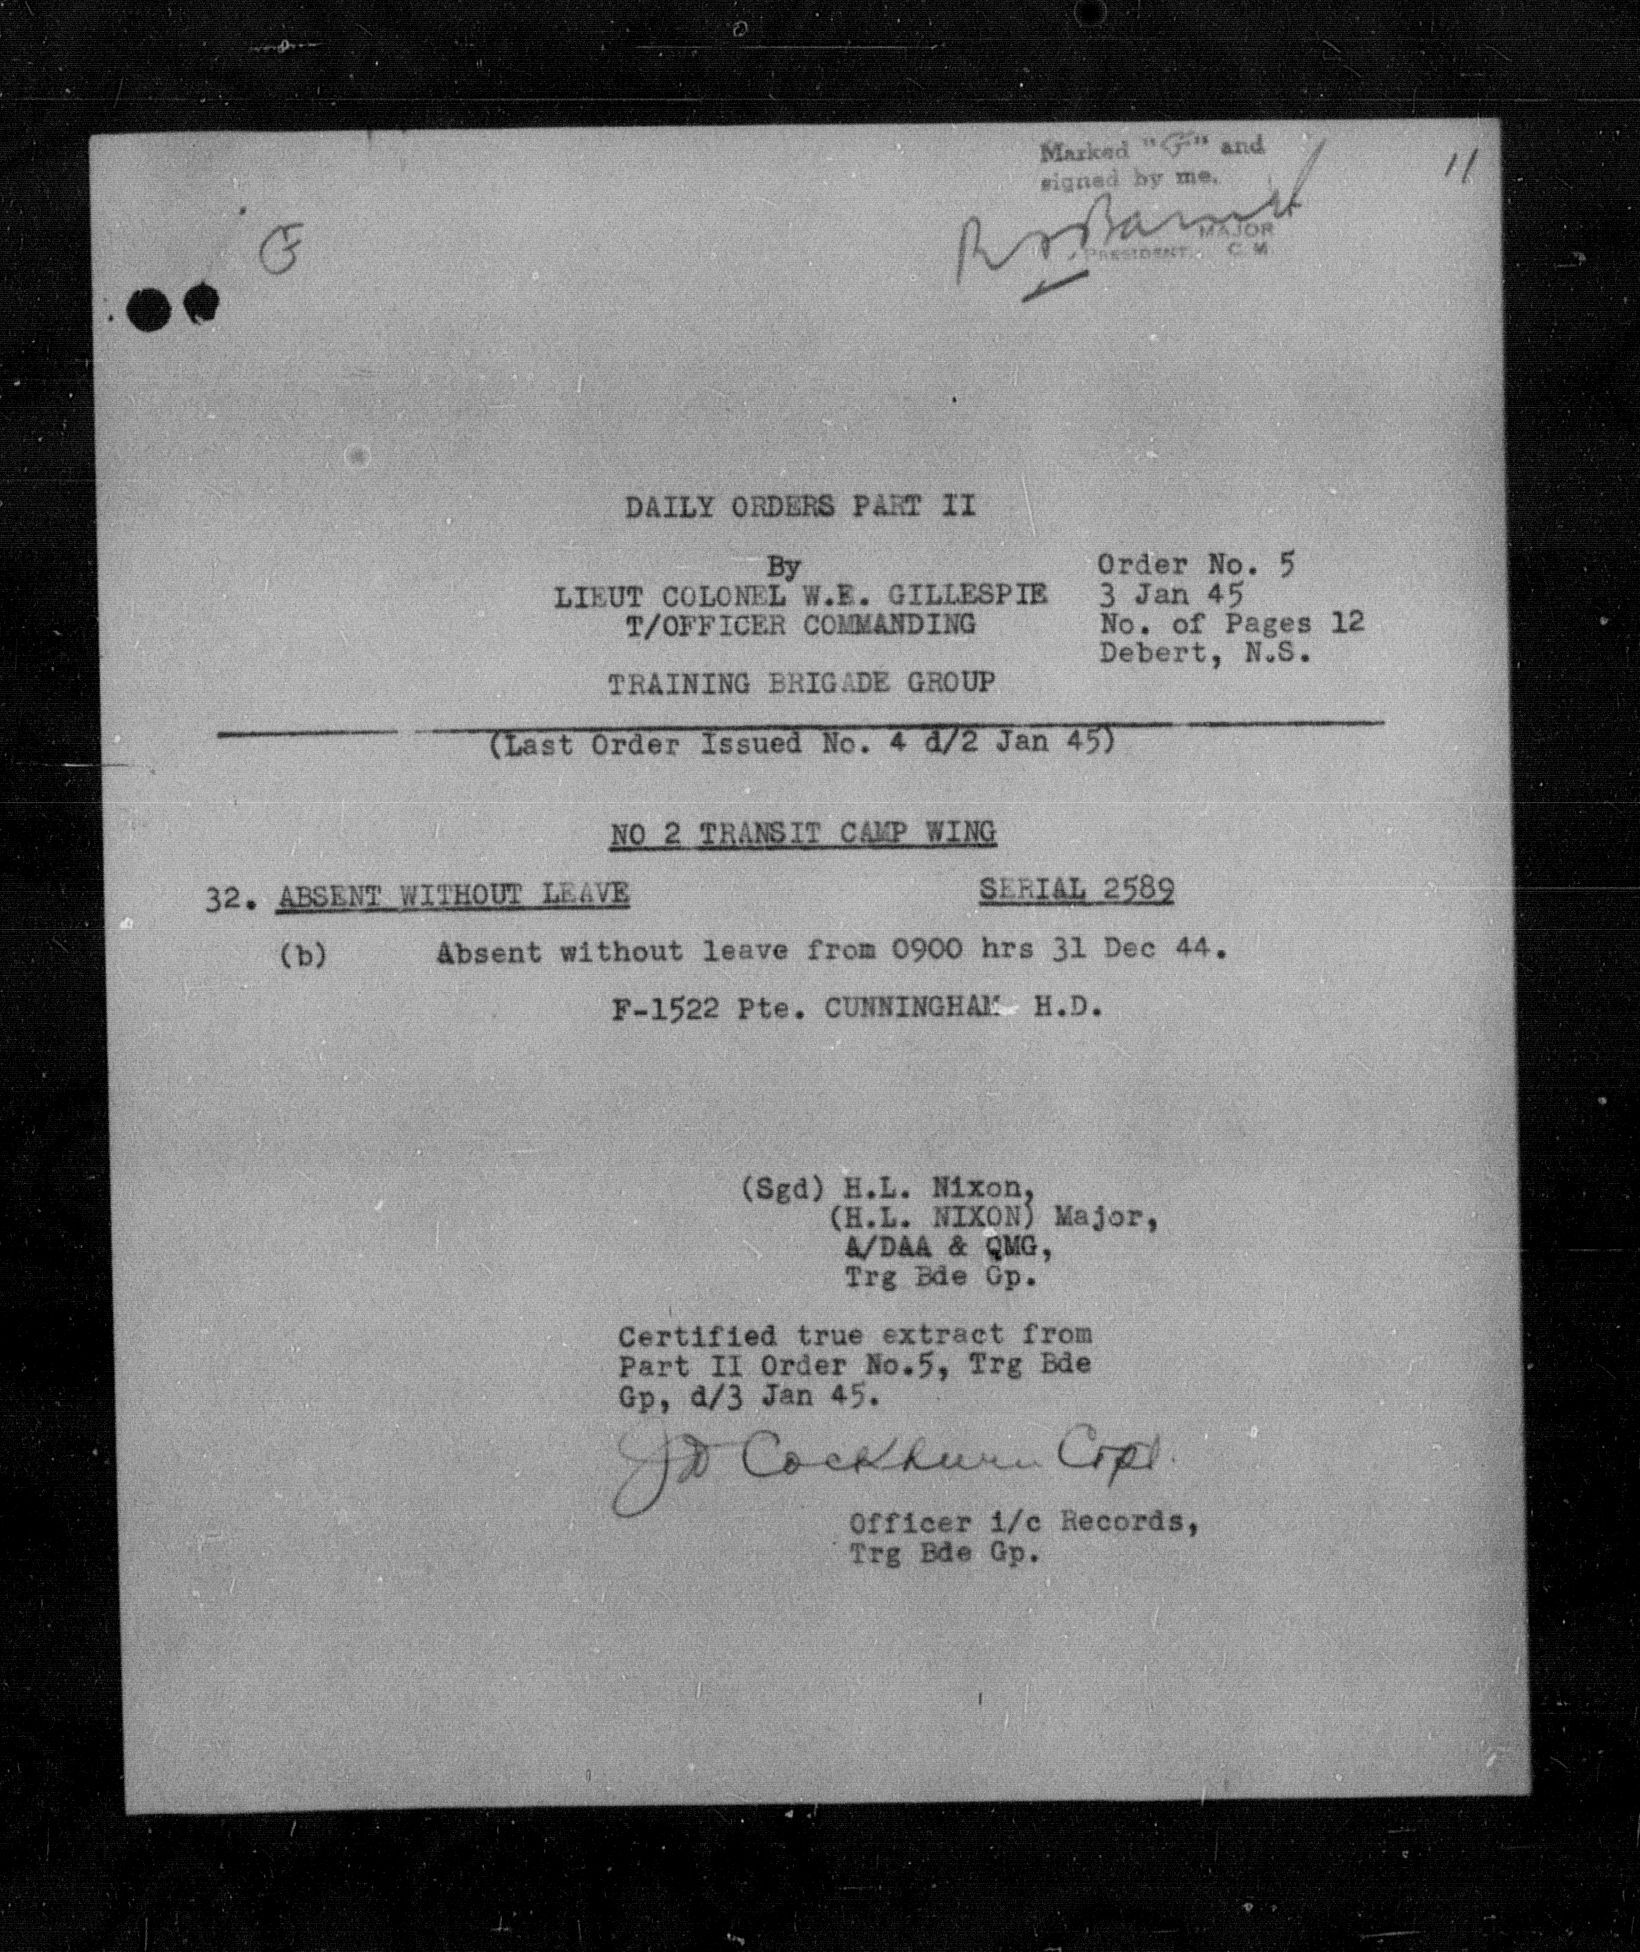 Marked "F" and
signed by me.
11
MAJOR
PRESIDENT. C.M.
F
DAILY ORDERS PART II
By
LIEUT COLONEL W.E. GILLESPIE
T/OFFICER COMMANDING
TRAINING BRIGADE GROUP
Order No. 5
3 Jan 45
No. of Pages 12
Debert, N.S.
(Last Order Issued No. 4 d/2 Jan 45)
NO 2 TRANSIT CAMP WING
32. ABSENT WITHOUT LEAVE SERIAL 2589
(b) Absent without leave from 0900 hrs 31 Dec 44.
F-1522 Pte. CUNNINGHAM H.D.
(Sgd) H.L. Nixon,
(H.L. NIXON) Major,
A/DAA & QMG,
Trg Bde Gp.
Certified true extract from
Part II Order No.5, Trg Bde
Gp, d/3 Jan 45.
Cockburn Capt.
Officer i/c Records,
Trg Bde Gp.